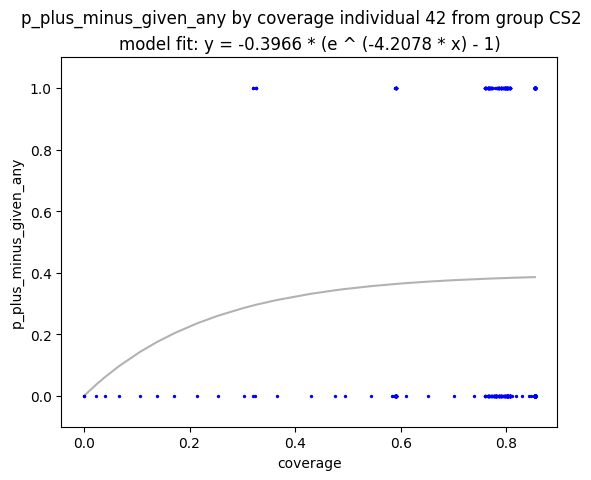 p_plus_minus_given_any by coverage individual 42 from group CS2
model fit: y = -0.3966 * (e ^ (-4.2078 * x) - 1)
1.0
0.8
0.6
0.4
0.2
0.0
p_plus_minus_given_any
0.0 0.2 0.4 0.6 0.8
coverage